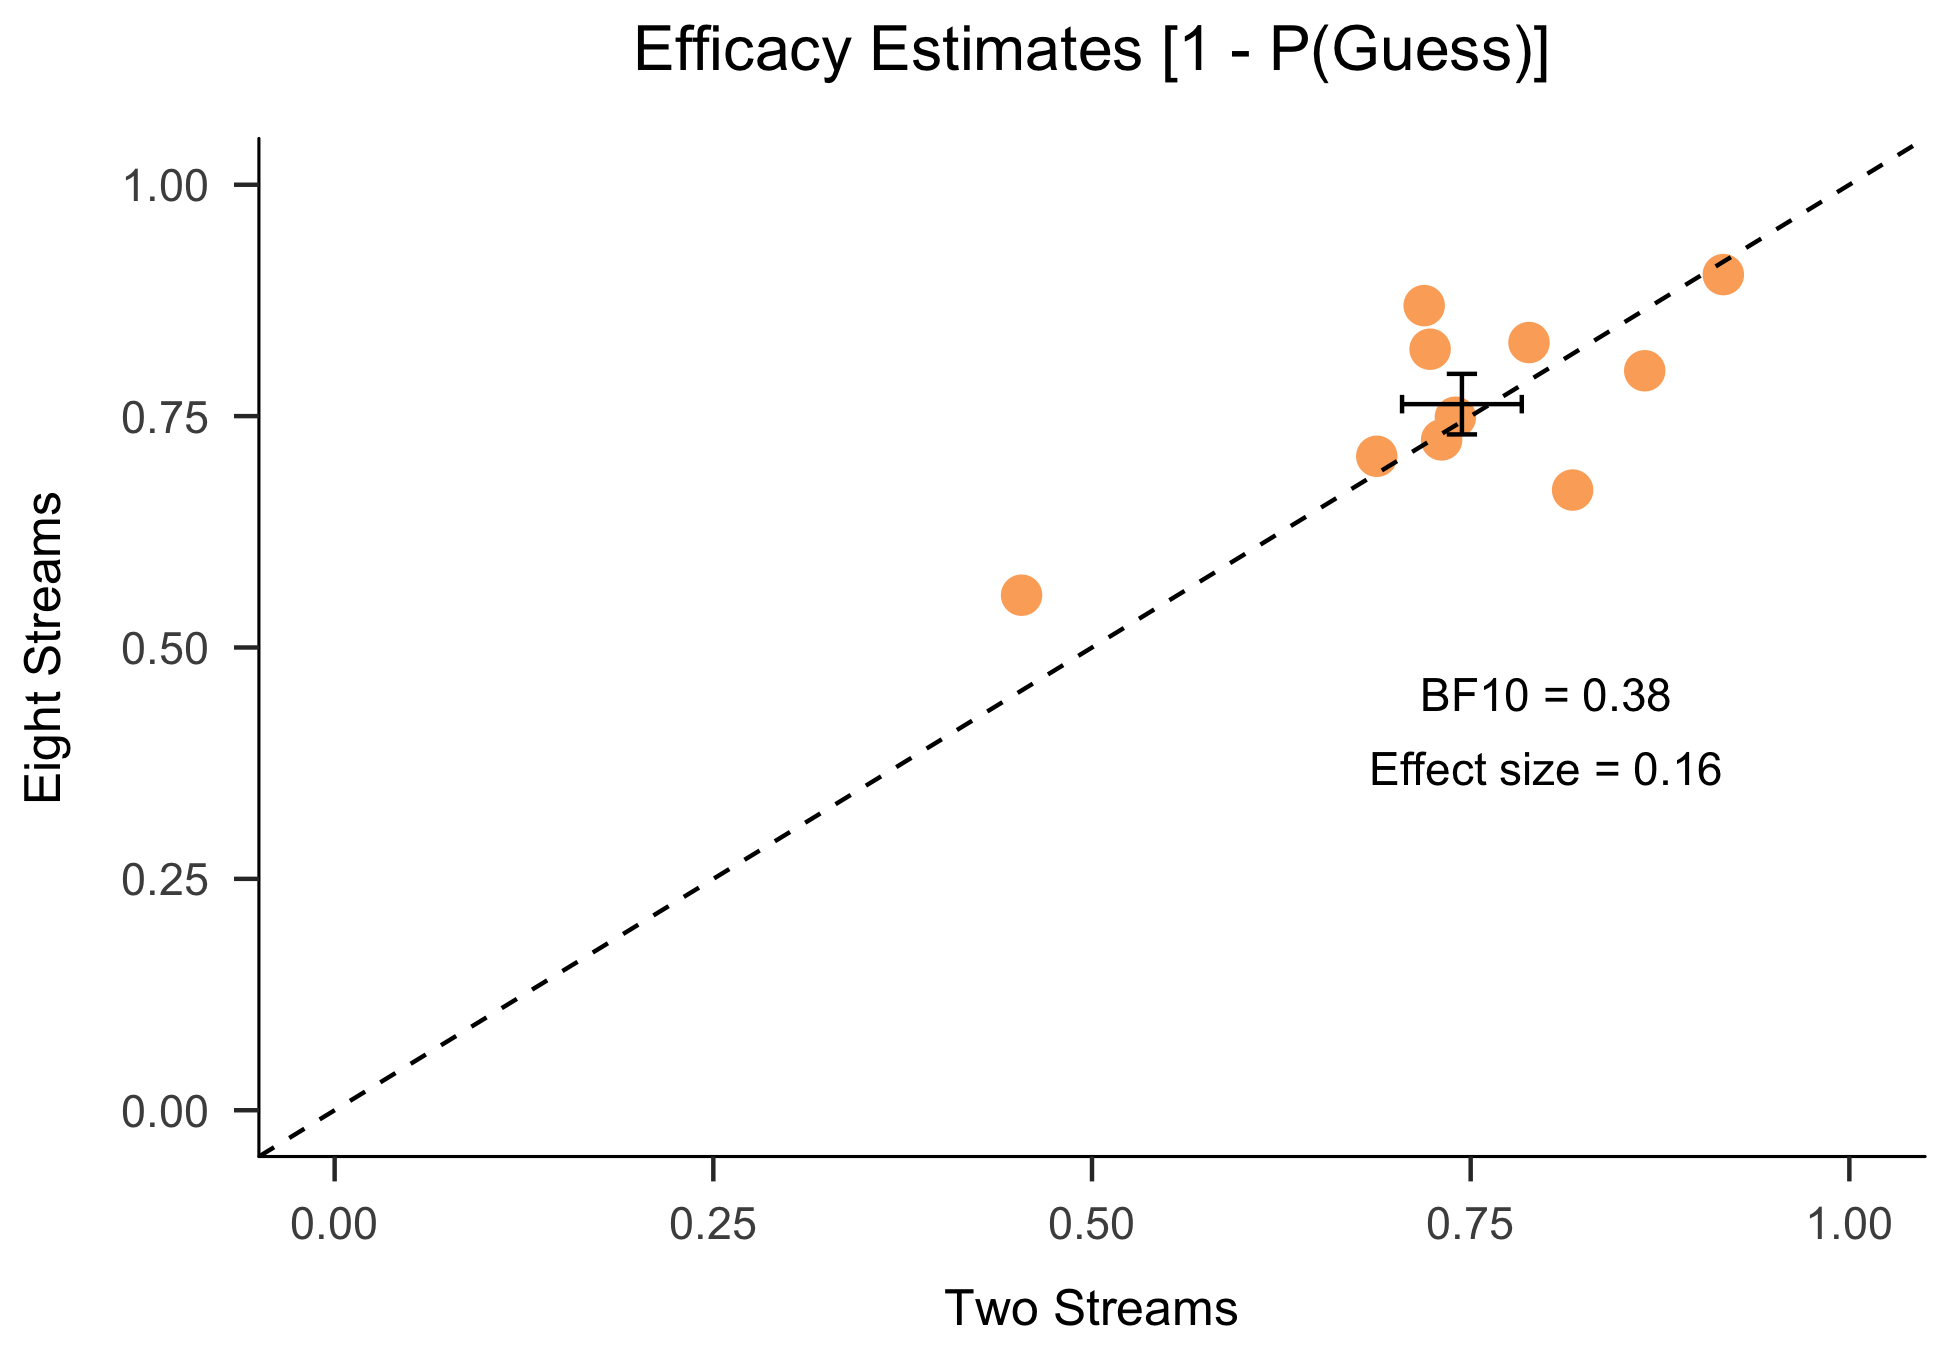 Efficacy Estimates [1 - P(Guess)]
1.00
0.75
0.50
0.25
0.00
Eight Streams
BF10 = 0.38
Effect size = 0.16
0.00 0.25 0.50 0.75 1.00
Two Streams